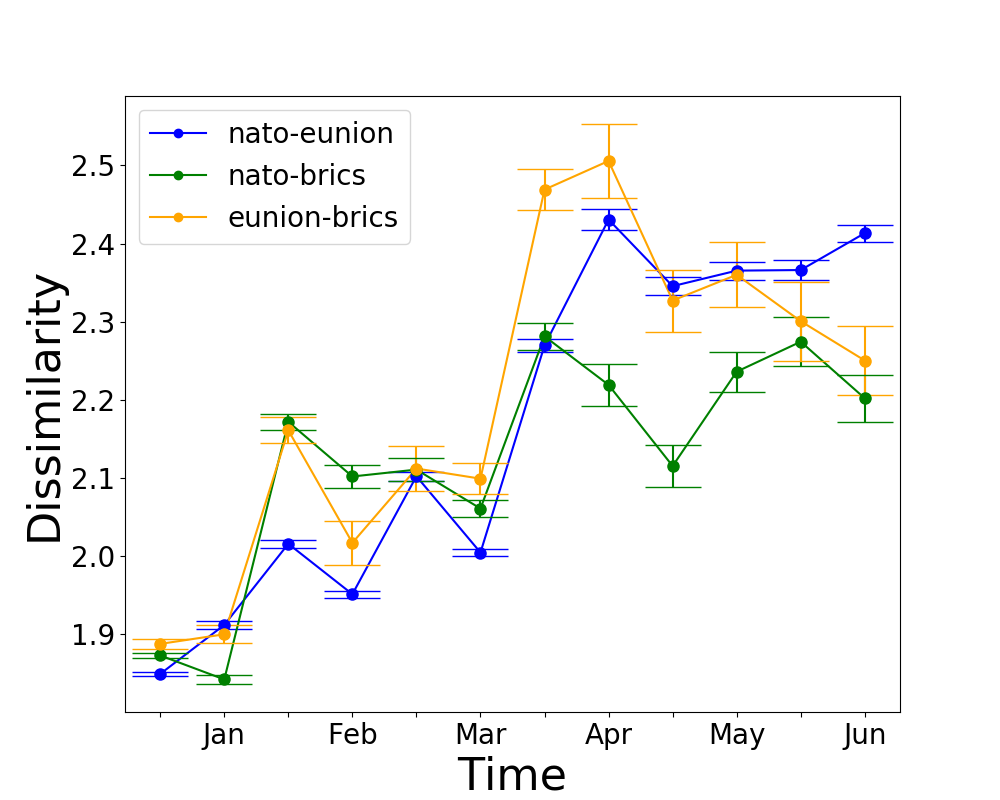 nato-eunion
nato-brics
eunion-brics
2.5
2.4
2.3
2.2
2.1
2.0
1.9
Dissimilarity
Jan Feb Mar Apr May Jun
Time